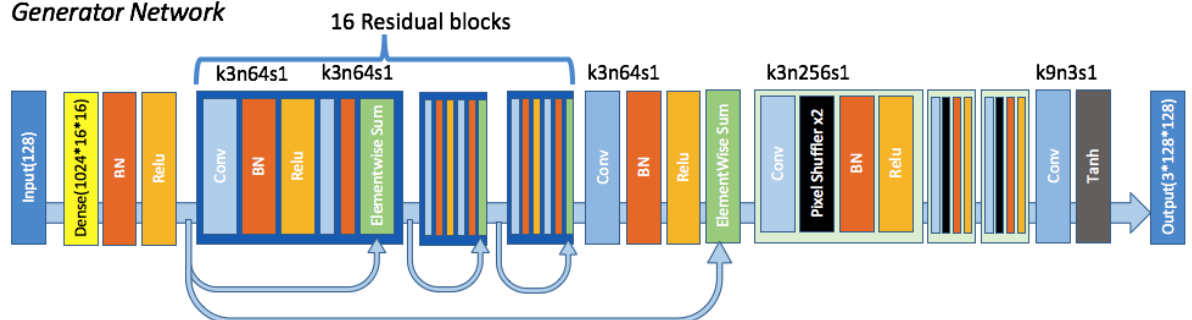 Generator Network
16 Residual blocks
k3n64s1
k3n64s1
k3n64s1
k3n256s1
k9n3s1
Input(128)
Dense(1024*16*16)
BN
Relu
Conv
BN
Relu
ElementWise Sum
Conv
BN
Relu
ElementWise Sum
Conv
Pixel Shuffler x2
BN
Relu
Conv
Tanh
Output(3*128*128)